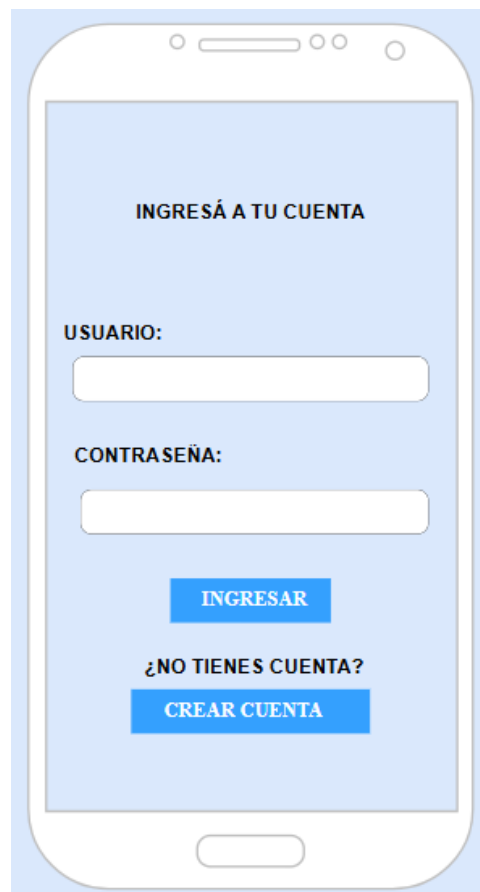 INGRESÁ A TU CUENTA
USUARIO:
CONTRASEÑA:
INGRESAR
¿NO TIENES CUENTA?
CREAR CUENTA